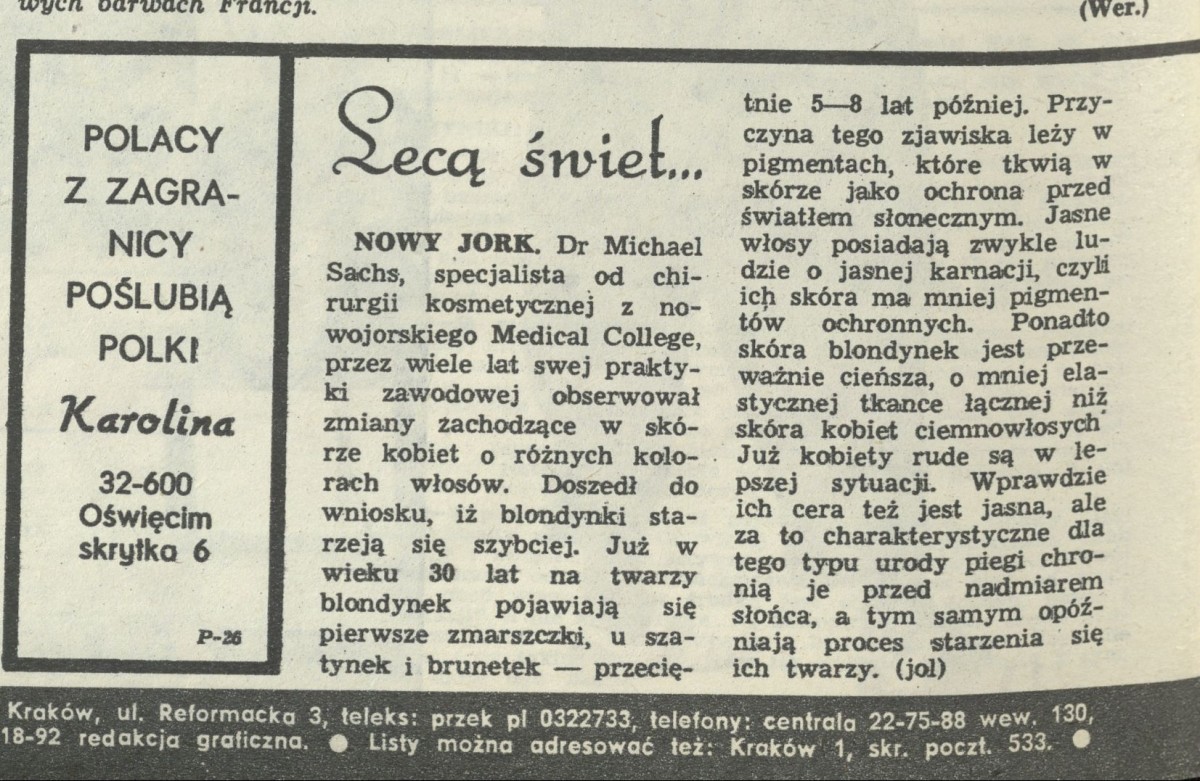 wych barwach Francji.
(Wer.)
POLACY
Z ZAGRA-
NICY
POŚLUBIĄ
POLKI
Karolina
32-600
Oświęcim
skrytka 6
P-26
Lecą świet...
NOWY JORK. Dr Michael
Sachs, specjalista od chi-
rurgii kosmetycznej z no-
wojorskiego Medical College,
przez wiele lat swej prakty-
ki zawodowej obserwował
zmiany zachodzące w skó-
rze kobiet o różnych kolo-
rach włosów. Doszedł do
wniosku, iż blondynki sta-
rzeją się szybciej. Już w
wieku 30 lat na twarzy
blondynek pojawiają się
pierwsze zmarszczki, u sza-
tynek i brunetek — przecię-
tnie 5—8 lat później. Przy-
czyna tego zjawiska leży w
pigmentach, które tkwią w
skórze jako ochrona przed
światłem słonecznym. Jasne
włosy posiadają zwykle lu-
dzie o jasnej karnacji, czyli
ich skóra ma mniej pigmen-
tów ochronnych. Ponadto
skóra blondynek jest prze-
ważnie cieńsza, o mniej ela-
stycznej tkance łącznej niż
skóra kobiet ciemnowłosych
Już kobiety rude są w le-
pszej sytuacji. Wprawdzie
ich cera też jest jasna, ale
za to charakterystyczne dla
tego typu urody piegi chro-
nią je przed nadmiarem
słońca, a tym samym opóź-
niają proces starzenia się
ich twarzy. (jol)
Kraków, ul. Reformacka 3, teleks: przek pl 0322733, telefony: centrala 22-75-88 wew. 130,
18-92 redakcja graficzna. ● Listy można adresować też: Kraków 1, skr. poczt. 533. ●